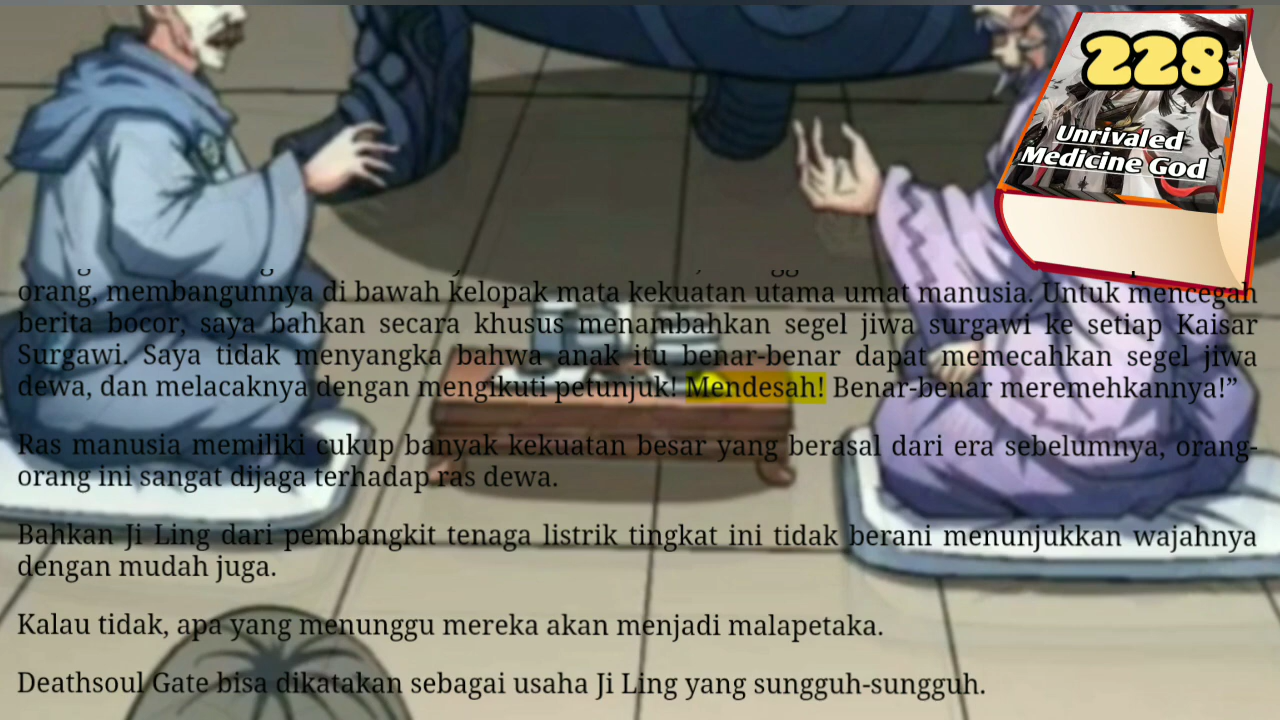 228
Unrivaled
Medicine God
orang, membangunnya di bawah kelopak mata kekuatan utama umat manusia. Untuk mencegah
berita bocor, saya bahkan secara khusus menambahkan segel jiwa surgawi ke setiap Kaisar
Surgawi. Saya tidak menyangka bahwa anak itu benar-benar dapat memecahkan segel jiwa
dewa, dan melacaknya dengan mengikuti petunjuk! Mendesah! Benar-benar meremehkannya!”
Ras manusia memiliki cukup banyak kekuatan besar yang berasal dari era sebelumnya, orang-
orang ini sangat dijaga terhadap ras dewa.
Bahkan Ji Ling dari pembangkit tenaga listrik tingkat ini tidak berani menunjukkan wajahnya
dengan mudah juga.
Kalau tidak, apa yang menunggu mereka akan menjadi malapetaka.
Deathsoul Gate bisa dikatakan sebagai usaha Ji Ling yang sungguh-sungguh.